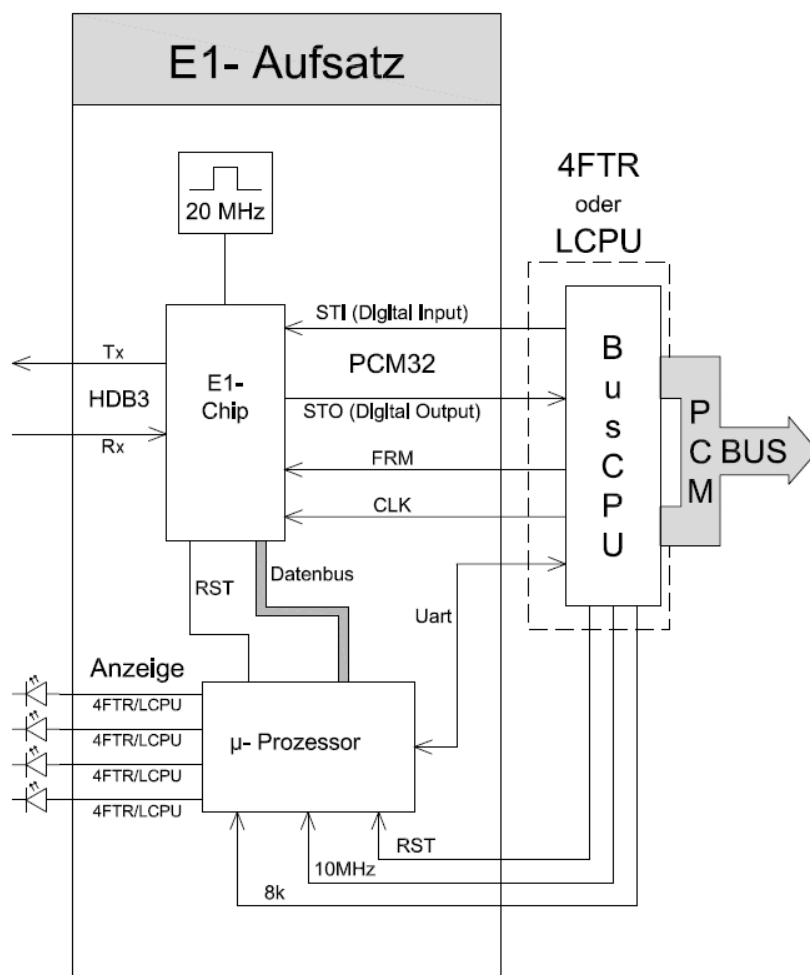 E1- Aufsatz
20 MHz
4FTR
oder
LCPU
STI (Digital Input)
Tx
HDB3
Rx
E1-
Chip
PCM32
STO (Digital Output)
FRM
CLK
BusCPU
PCM
BUS
RST
Datenbus
Uart
Anzeige
4FTR/LCPU
4FTR/LCPU
4FTR/LCPU
4FTR/LCPU
µ- Prozessor
RST
10MHz
8k